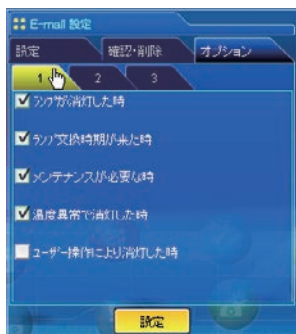 E-mail 設定
設定 確認・削除 オプション
1 2 3
ランプが消灯した時
ランプ交換時期が来た時
メンテナンスが必要な時
温度異常で消灯した時
ユーザー操作により消灯した時
設定